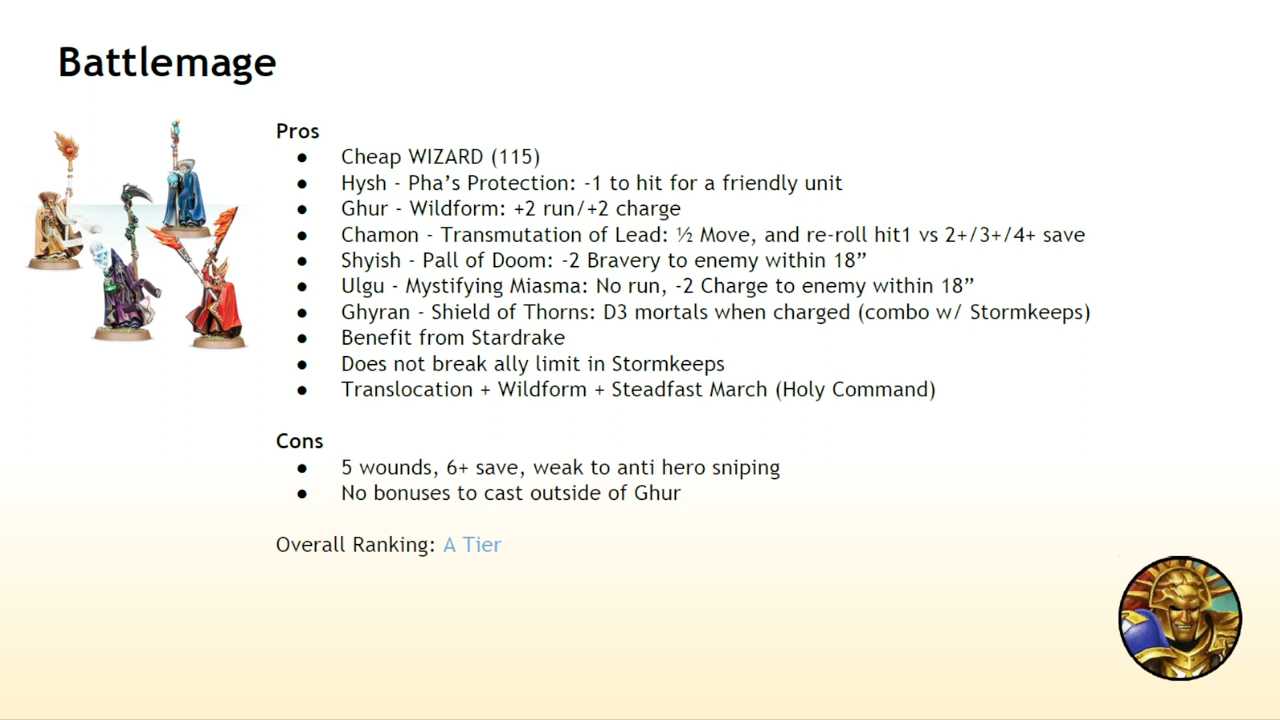 Battlemage
Pros
● Cheap WIZARD (115)
● Hysh - Pha’s Protection: -1 to hit for a friendly unit
● Ghur - Wildform: +2 run/+2 charge
● Chamon - Transmutation of Lead: ½ Move, and re-roll hit1 vs 2+/3+/4+ save
● Shyish - Pall of Doom: -2 Bravery to enemy within 18”
● Ulgu - Mystifying Miasma: No run, -2 Charge to enemy within 18”
● Ghyran - Shield of Thorns: D3 mortals when charged (combo w/ Stormkeeps)
● Benefit from Stardrake
● Does not break ally limit in Stormkeeps
● Translocation + Wildform + Steadfast March (Holy Command)
Cons
● 5 wounds, 6+ save, weak to anti hero sniping
● No bonuses to cast outside of Ghur
Overall Ranking: A Tier